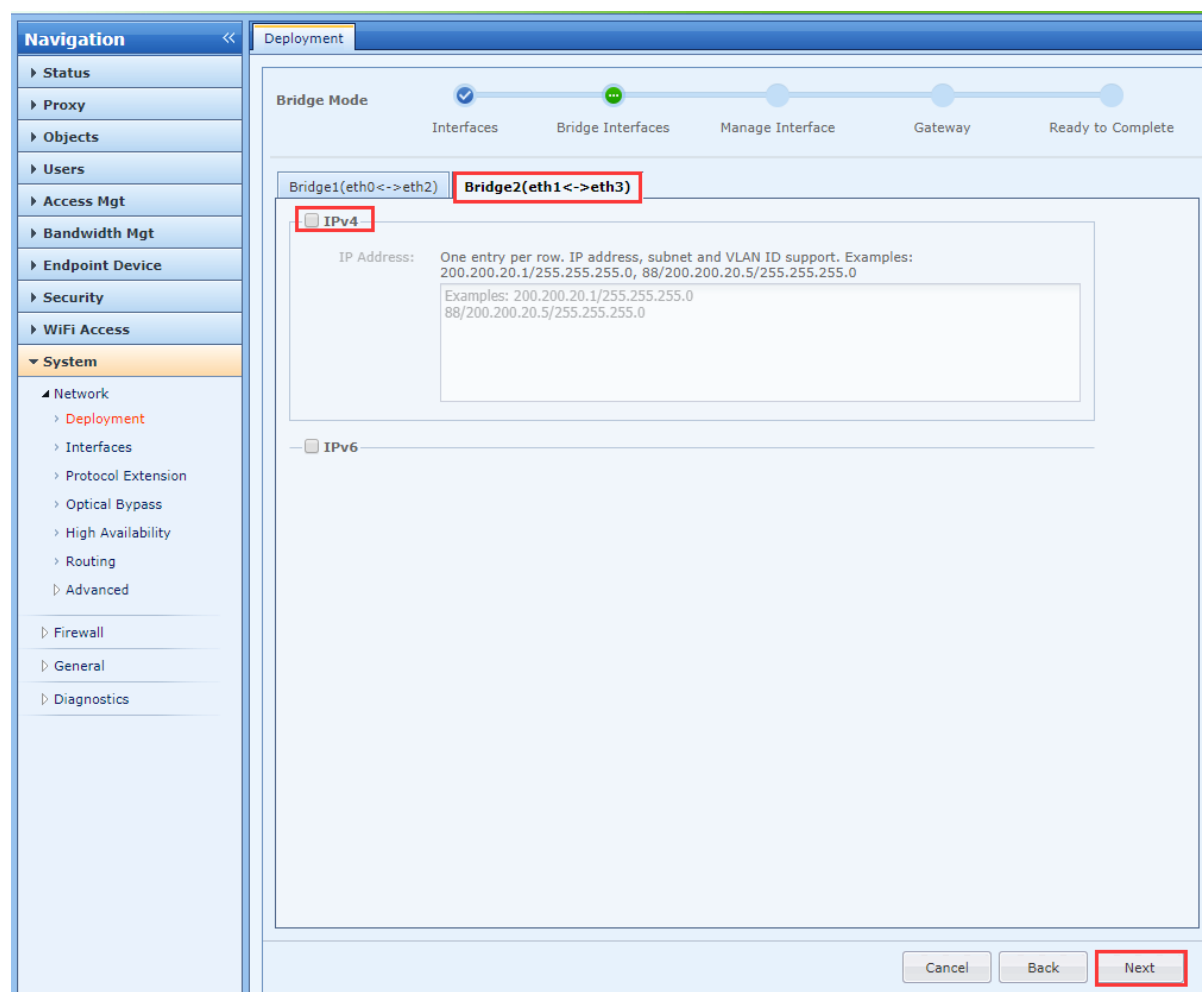 Navigation
Status
Proxy
Objects
Users
Access Mgt
Bandwidth Mgt
Endpoint Device
Security
WiFi Access
System
Network
Deployment
Interfaces
Protocol Extension
Optical Bypass
High Availability
Routing
Advanced
Firewall
General
Diagnostics
Deployment
Bridge Mode
Interfaces
Bridge Interfaces
Manage Interface
Gateway
Ready to Complete
Bridge1(eth0<->eth2)
Bridge2(eth1<->eth3)
IPv4
IP Address:
One entry per row. IP address, subnet and VLAN ID support. Examples:
200.200.20.1/255.255.255.0, 88/200.200.20.5/255.255.255.0
Examples: 200.200.20.1/255.255.255.0
88/200.200.20.5/255.255.255.0
IPv6
Cancel
Back
Next